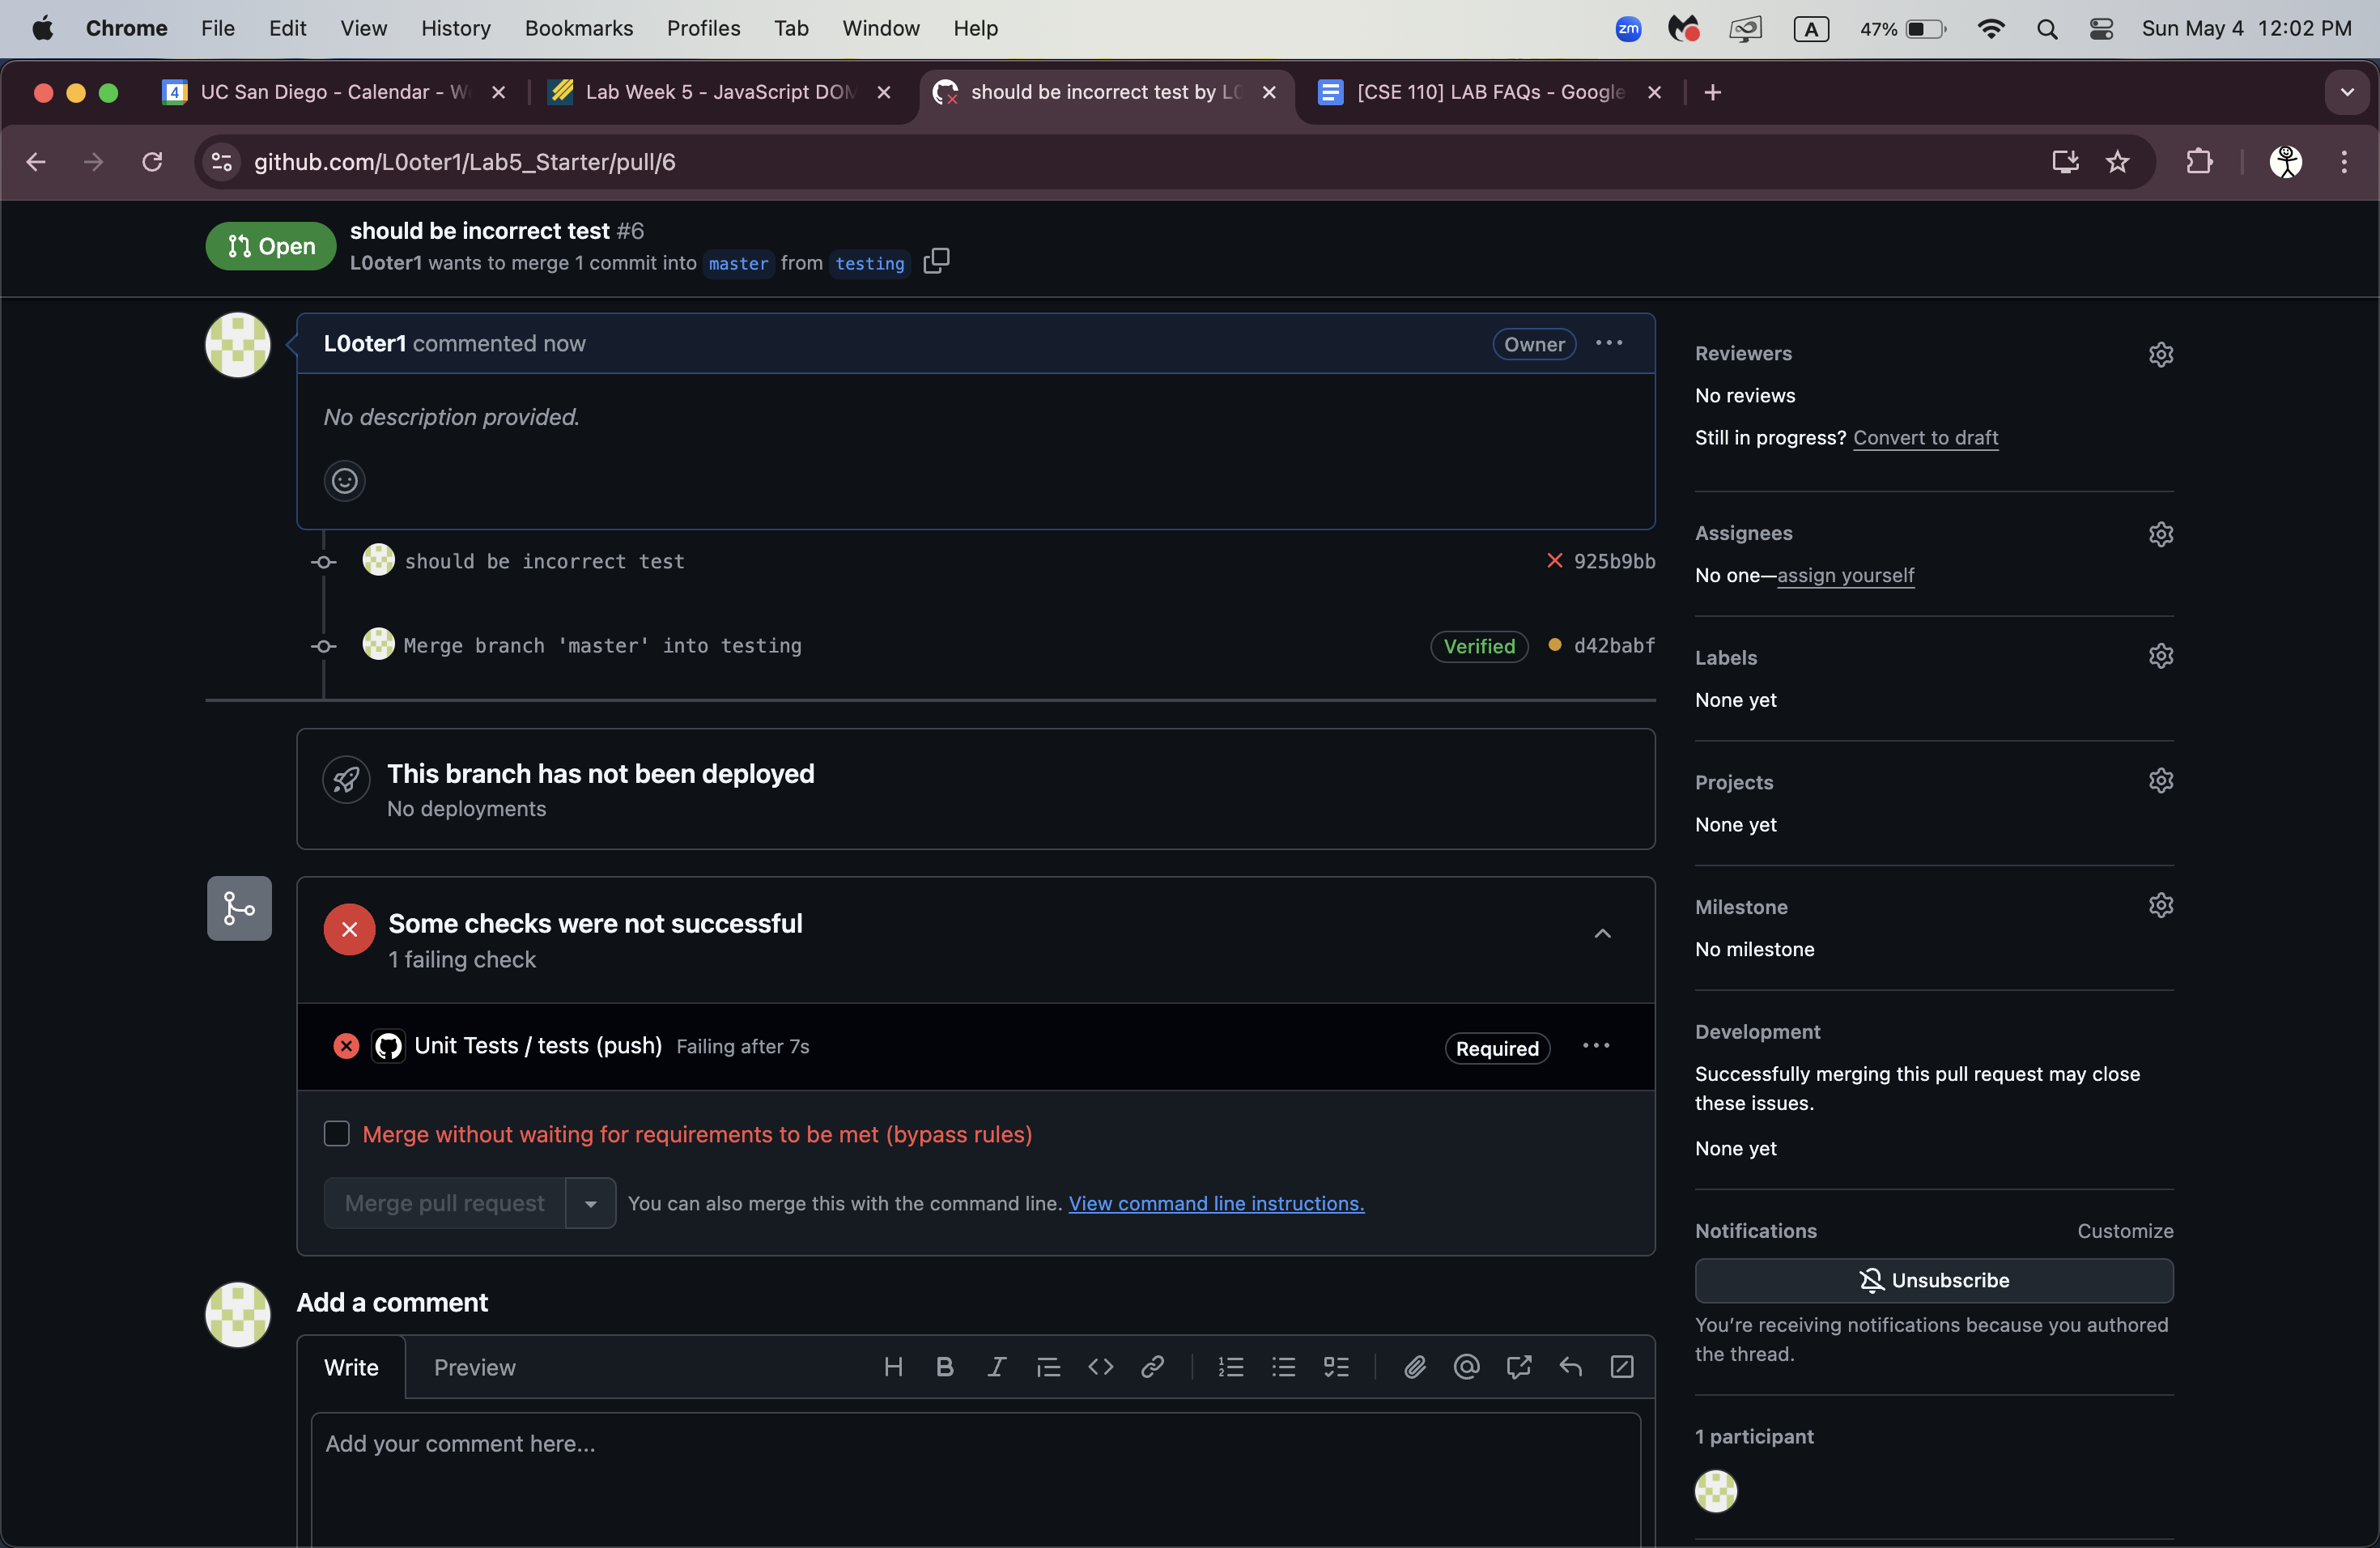 Chrome File Edit View History Bookmarks Profiles Tab Window Help zm A 47% Sun May 4 12:02 PM
4 UC San Diego - Calendar - W Lab Week 5 - JavaScript DOM should be incorrect test by L0 [CSE 110] LAB FAQs - Google
github.com/L0oter1/Lab5_Starter/pull/6
Open
should be incorrect test #6
L0oter1 wants to merge 1 commit into master from testing
L0oter1 commented now
Owner
No description provided.
should be incorrect test 925b9bb
Merge branch 'master' into testing Verified d42babf
This branch has not been deployed
No deployments
Some checks were not successful
1 failing check
Unit Tests / tests (push) Failing after 7s Required
Merge without waiting for requirements to be met (bypass rules)
Merge pull request You can also merge this with the command line. View command line instructions.
Add a comment
Write Preview
Add your comment here...
Reviewers
No reviews
Still in progress? Convert to draft
Assignees
No one—assign yourself
Labels
None yet
Projects
None yet
Milestone
No milestone
Development
Successfully merging this pull request may close
these issues.
None yet
Notifications Customize
Unsubscribe
You're receiving notifications because you authored
the thread.
1 participant